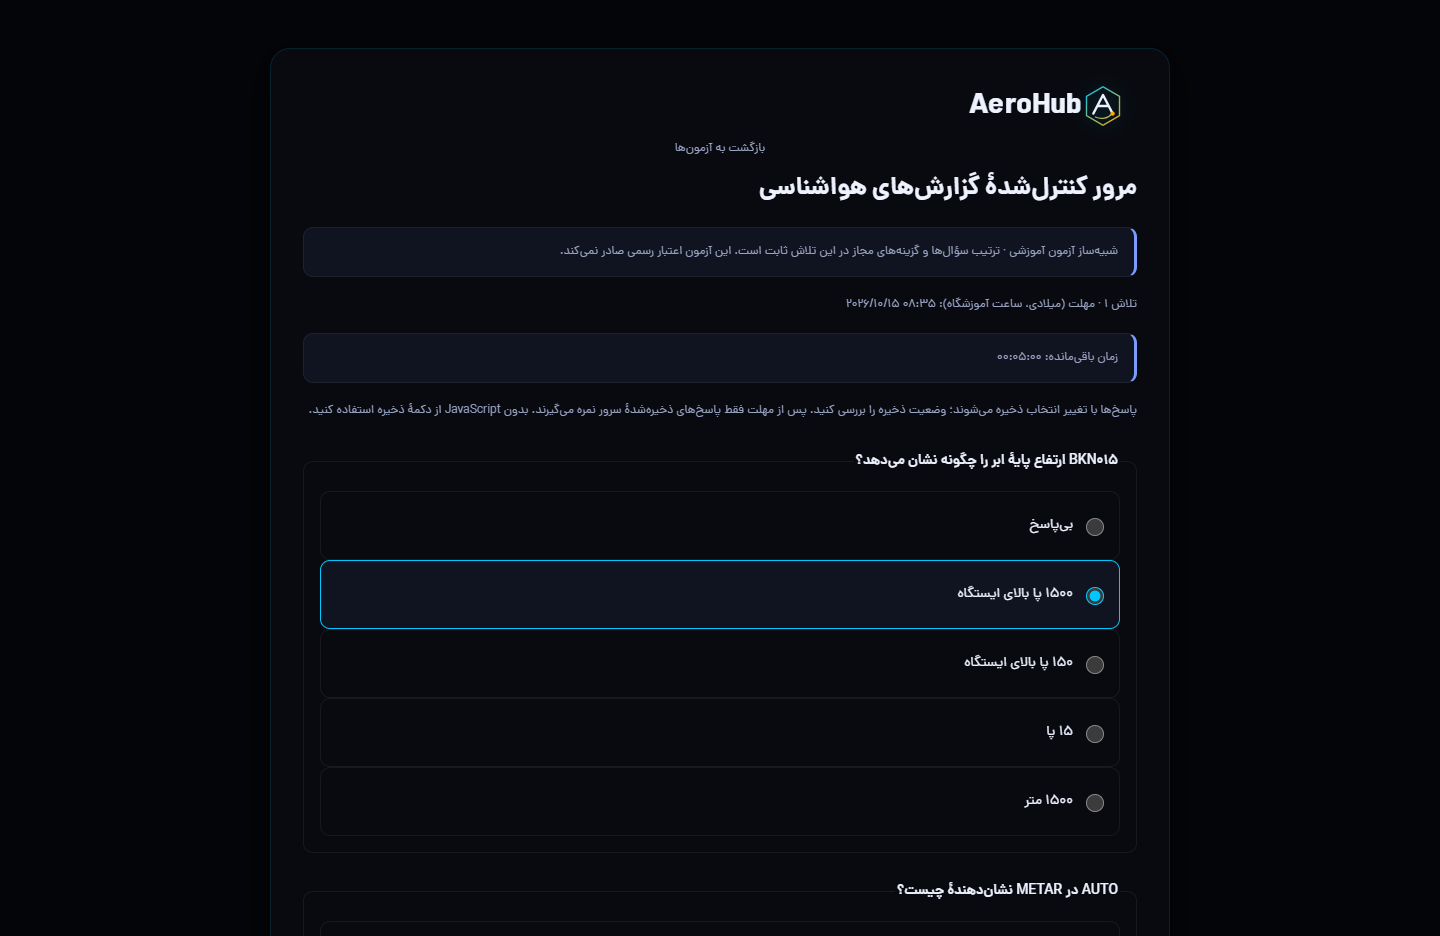 AeroHub
بازگشت به آزمون‌ها
مرور کنترل‌شدهٔ گزارش‌های هواشناسی
شبیه‌ساز آزمون آموزشی · ترتیب سؤال‌ها و گزینه‌های مجاز در این تلاش ثابت است. این آزمون اعتبار رسمی صادر نمی‌کند.
تلاش ۱ · مهلت (میلادی، ساعت آموزشگاه): ۰۸:۳۵ ۲۰۲۶/۱۰/۱۵
زمان باقی‌مانده: ۰۰:۰۵:۰۰
پاسخ‌ها با تغییر انتخاب ذخیره می‌شوند؛ وضعیت ذخیره را بررسی کنید. پس از مهلت فقط پاسخ‌های ذخیره‌شدهٔ سرور نمره می‌گیرند. بدون JavaScript از دکمهٔ ذخیره استفاده کنید.
BKN۰۱۵ ارتفاع پایهٔ ابر را چگونه نشان می‌دهد؟
بی‌پاسخ
۱۵۰۰ پا بالای ایستگاه
۱۵۰ پا بالای ایستگاه
۱۵ پا
۱۵۰۰ متر
AUTO در METAR نشان‌دهندهٔ چیست؟